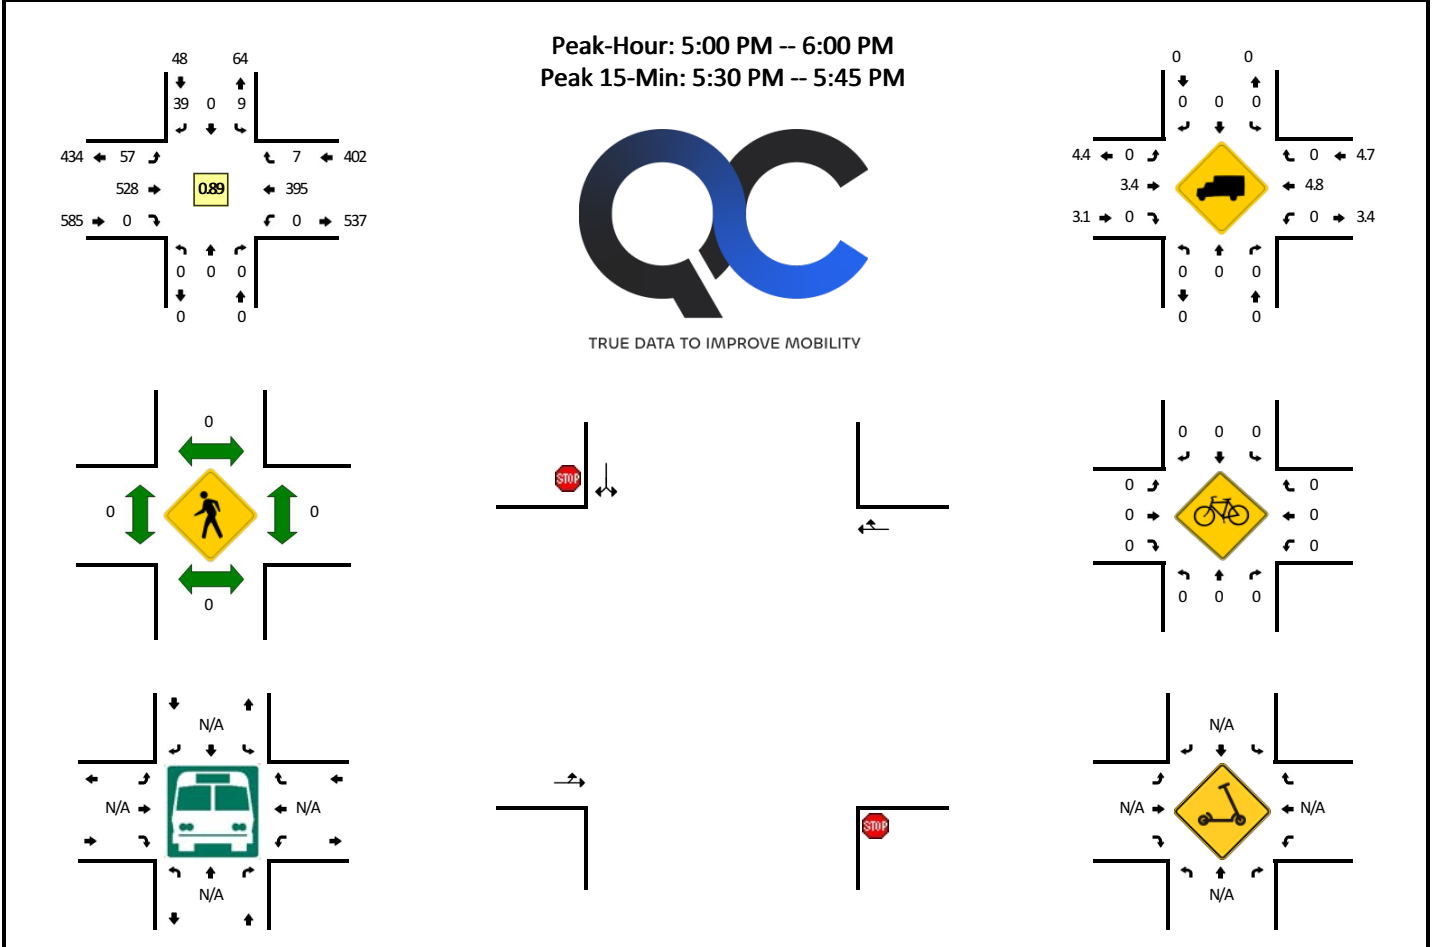 Peak-Hour: 5:00 PM -- 6:00 PM
Peak 15-Min: 5:30 PM -- 5:45 PM
48 64
39 0 9
434 57 7 402
528 0.89 395
585 0 0 537
0 0 0
0 0
QC
TRUE DATA TO IMPROVE MOBILITY
0 0
0 0 0
4.4 0 0 4.7
3.4 4.8
3.1 0 0 3.4
0 0 0
0 0
0
0 0
0
STOP
STOP
0 0 0
0 0
0 0
0 0
0 0 0
N/A
N/A N/A
N/A
N/A
N/A N/A
N/A